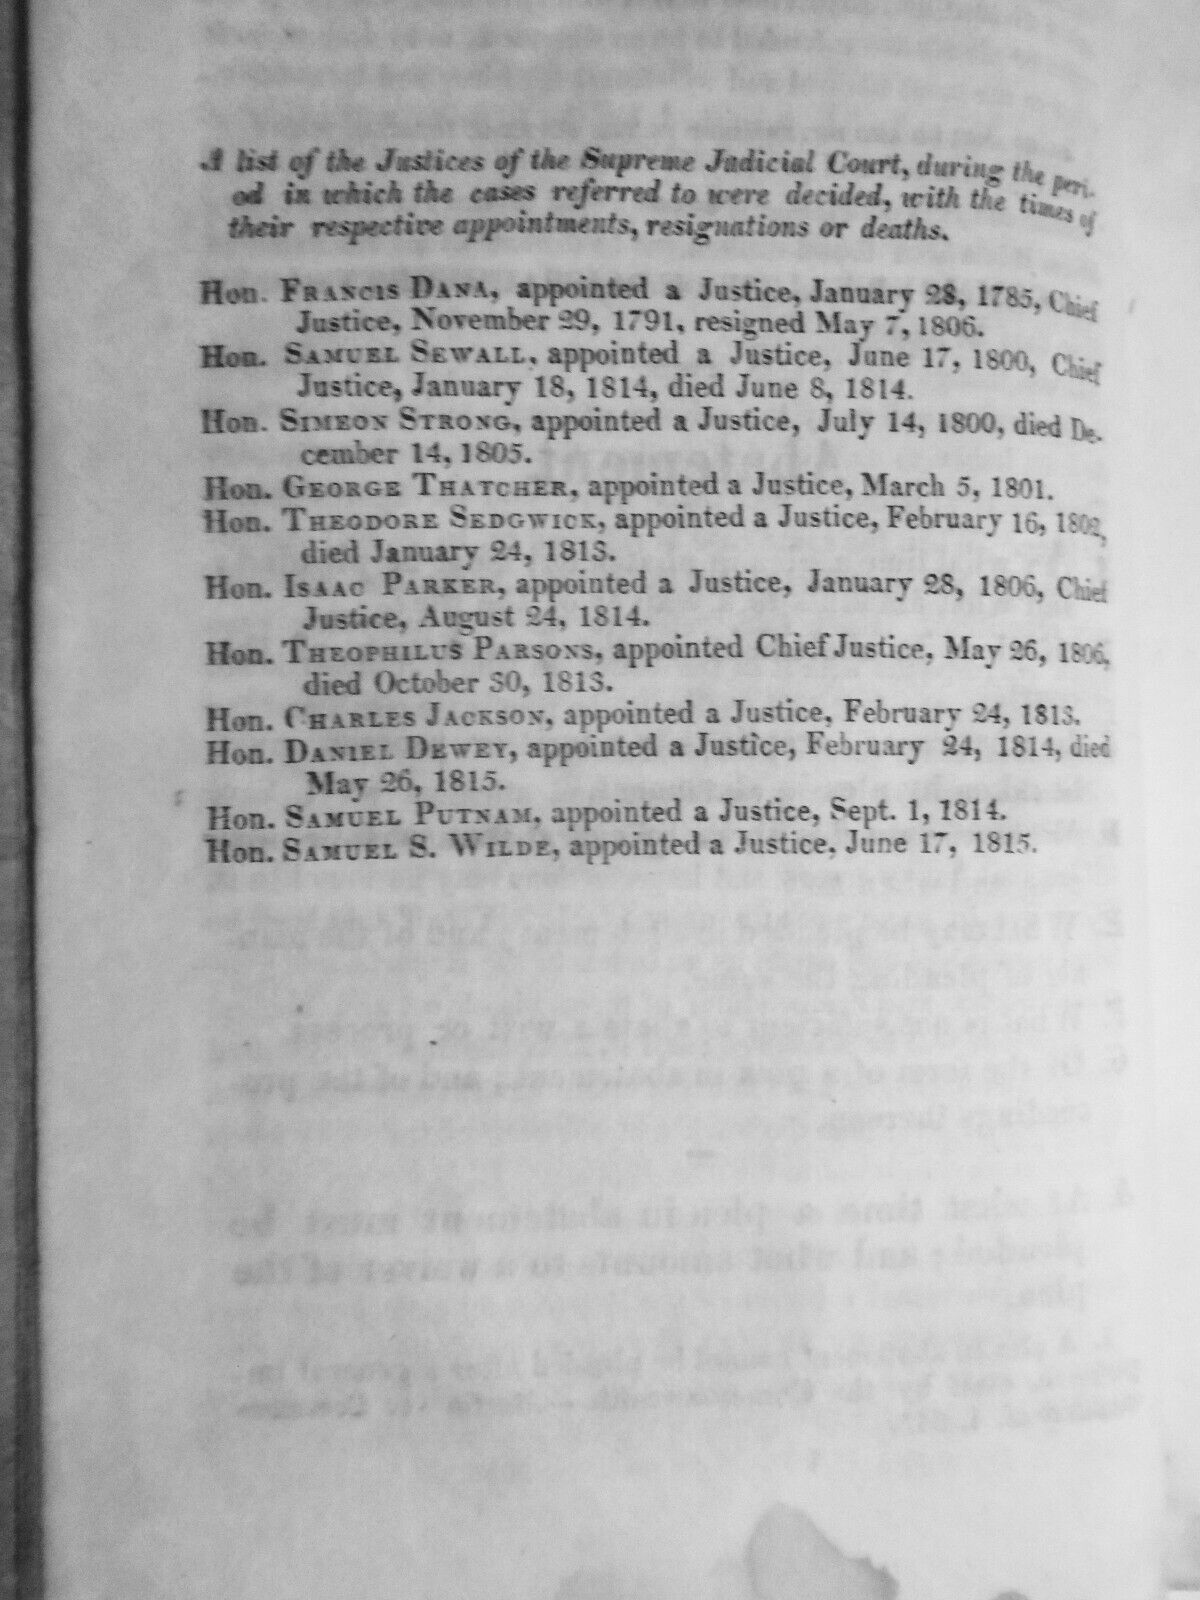 A list of the Justices of the Supreme Judicial Court, during the peri-
od in which the cases referred to were decided, with the times of
their respective appointments, resignations or deaths.
Hon. FRANCIS DANA, appointed a Justice, January 28, 1785, Chief
Justice, November 29, 1791, resigned May 7, 1806.
Hon. SAMUEL SEWALL, appointed a Justice, June 17, 1800, Chief
Justice, January 18, 1814, died June 8, 1814.
Hon. SIMEON STRONG, appointed a Justice, July 14, 1800, died De-
cember 14, 1805.
Hon. GEORGE THATCHER, appointed a Justice, March 5, 1801.
Hon. THEODORE SEDGWICK, appointed a Justice, February 16, 1802,
died January 24, 1813.
Hon. ISAAC PARKER, appointed a Justice, January 28, 1806, Chief
Justice, August 24, 1814.
Hon. THEOPHILUS PARSONS, appointed Chief Justice, May 26, 1806,
died October 30, 1813.
Hon. CHARLES JACKSON, appointed a Justice, February 24, 1813.
Hon. DANIEL DEWEY, appointed a Justice, February 24, 1814, died
May 26, 1815.
Hon. SAMUEL PUTNAM, appointed a Justice, Sept. 1, 1814.
Hon. SAMUEL S. WILDE, appointed a Justice, June 17, 1815.